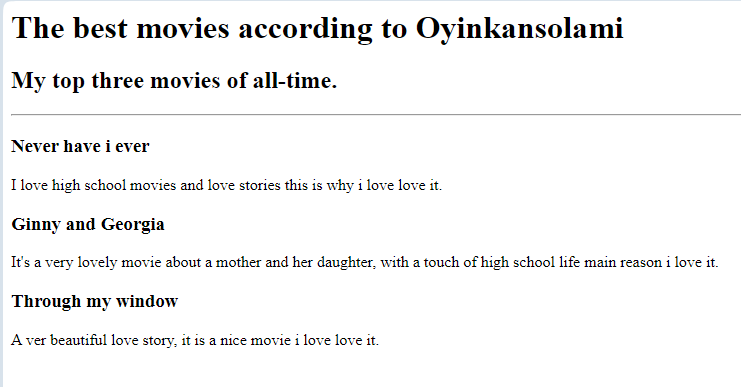 The best movies according to Oyinkansolami
My top three movies of all-time.
Never have i ever
I love high school movies and love stories this is why i love love it.
Ginny and Georgia
It's a very lovely movie about a mother and her daughter, with a touch of high school life main reason i love it.
Through my window
A ver beautiful love story, it is a nice movie i love love it.